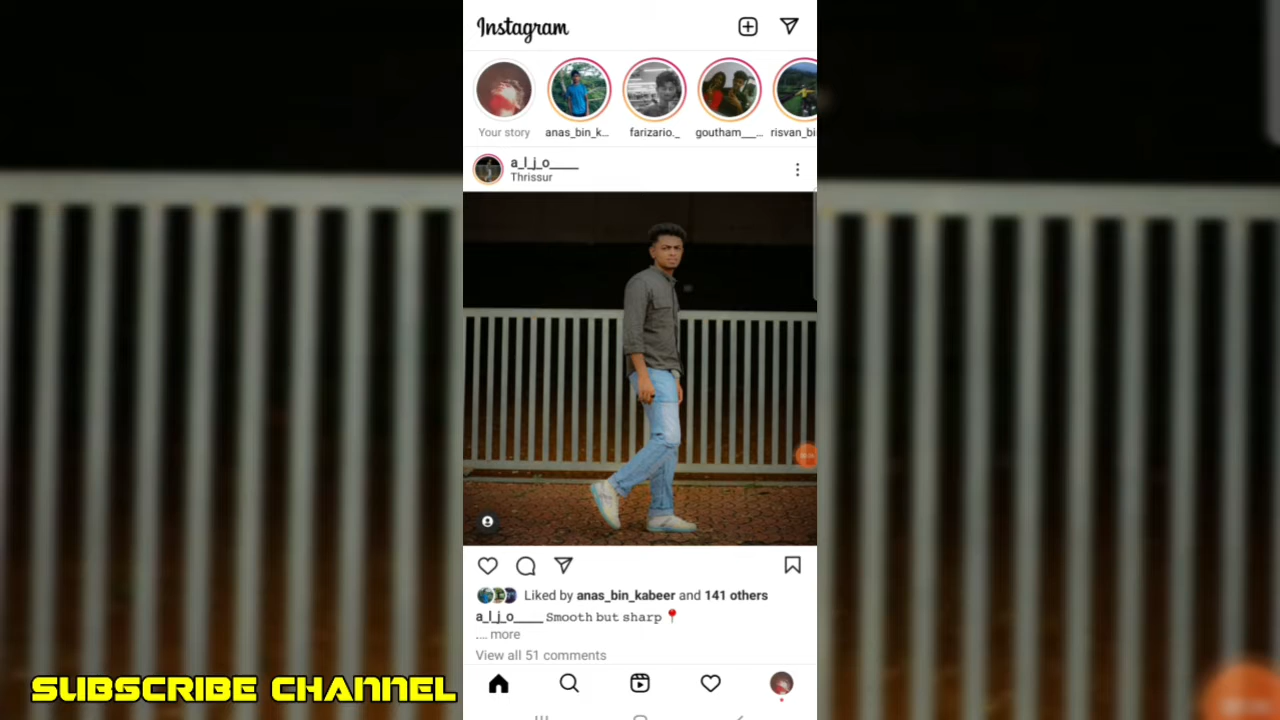 Instagram
Your story
anas_bin_k...
farizario._
goutham___...
risvan_bi
a_l_j_o____
Thrissur
Liked by anas_bin_kabeer and 141 others
a_l_j_o____ Smooth but sharp📍
.... more
View all 51 comments
SUBSCRIBE CHANNEL